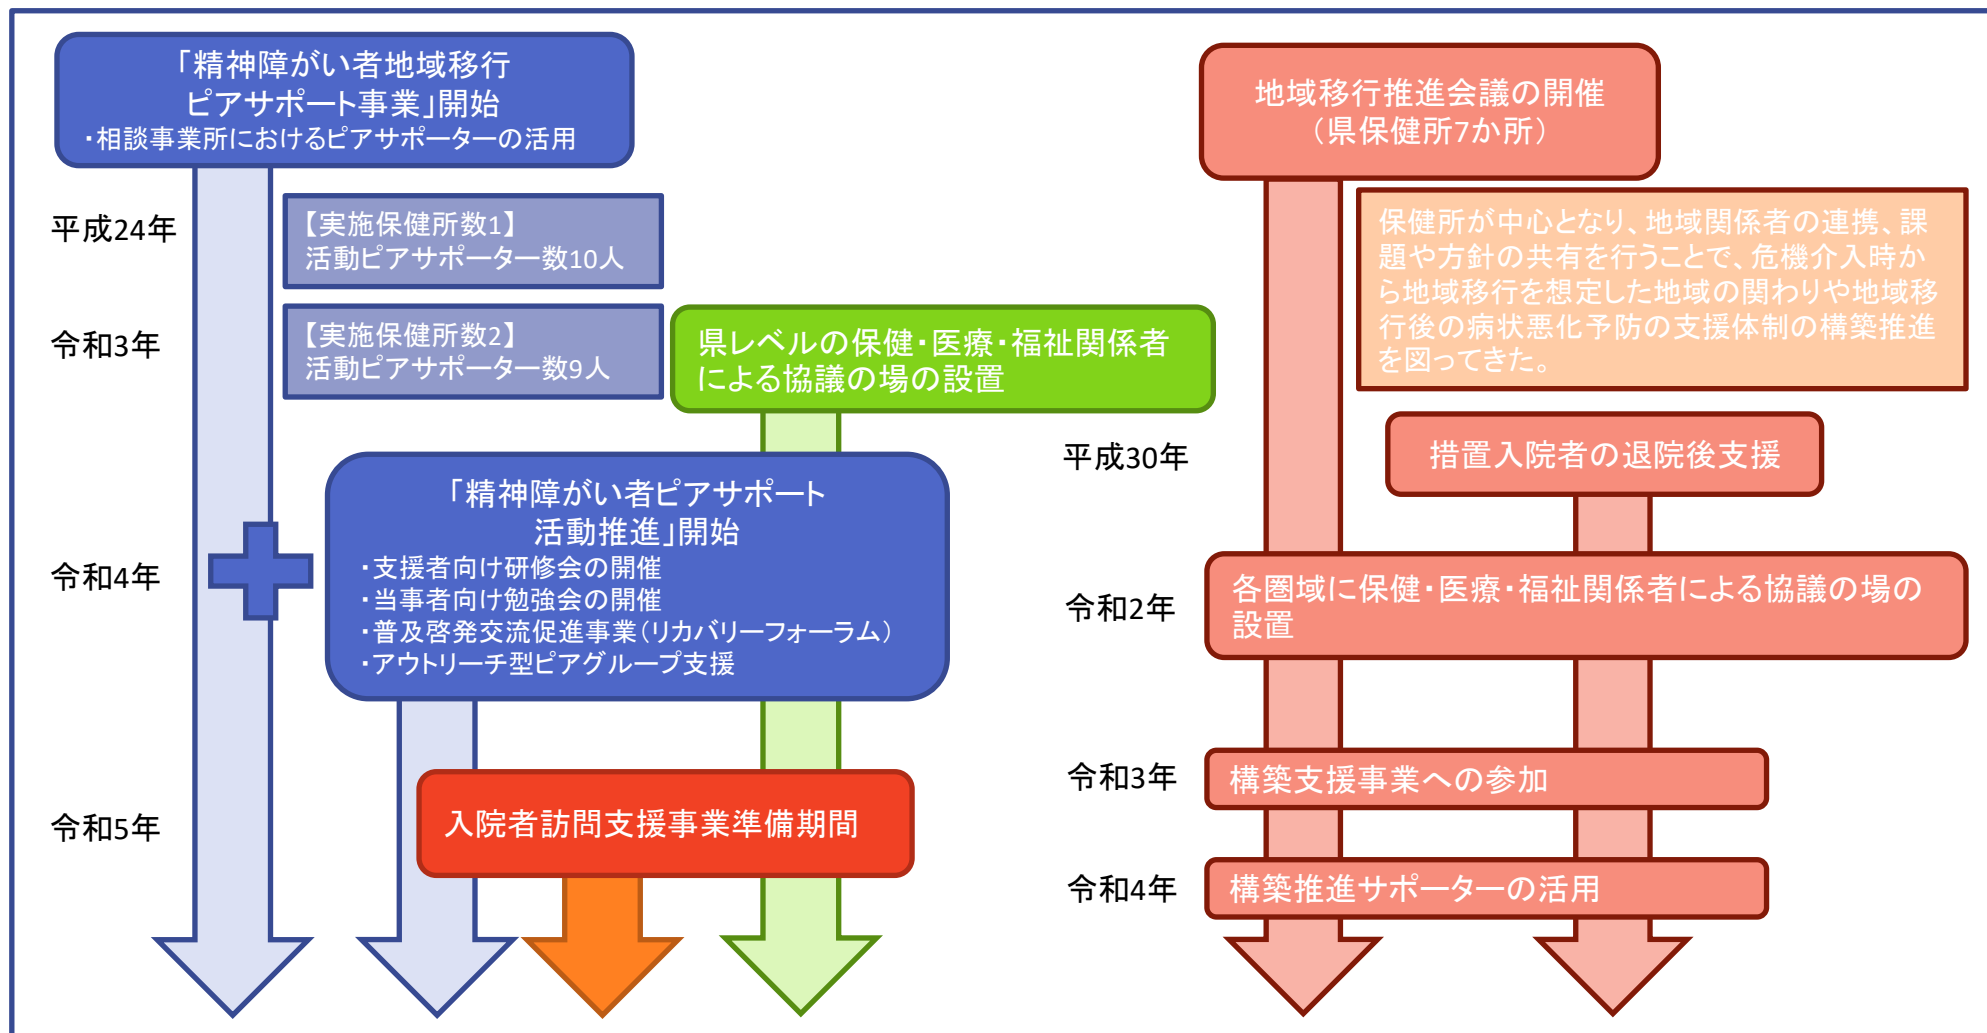 「精神障がい者地域移行
ピアサポート事業」開始
・相談事業所におけるピアサポーターの活用
平成24年
【実施保健所数1】
活動ピアサポーター数10人
令和3年
【実施保健所数2】
活動ピアサポーター数9人
県レベルの保健・医療・福祉関係者
による協議の場の設置
令和4年
「精神障がい者ピアサポート
活動推進」開始
・支援者向け研修会の開催
・当事者向け勉強会の開催
・普及啓発交流促進事業(リカバリーフォーラム)
・アウトリーチ型ピアグループ支援
令和5年
入院者訪問支援事業準備期間
地域移行推進会議の開催
(県保健所7か所)
保健所が中心となり、地域関係者の連携、課
題や方針の共有を行うことで、危機介入時か
ら地域移行を想定した地域の関わりや地域移
行後の病状悪化予防の支援体制の構築推進
を図ってきた。
平成30年
措置入院者の退院後支援
令和2年
各圏域に保健・医療・福祉関係者による協議の場の
設置
令和3年
構築支援事業への参加
令和4年
構築推進サポーターの活用